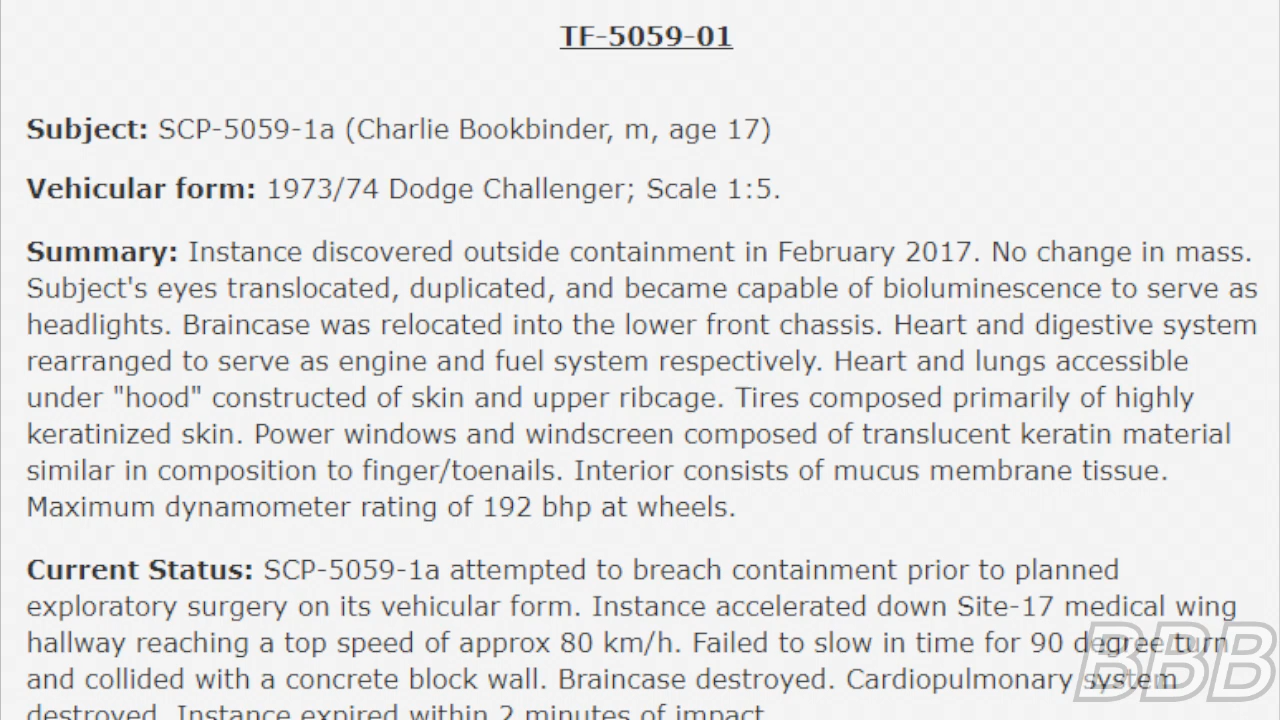 TF-5059-01
Subject: SCP-5059-1a (Charlie Bookbinder, m, age 17)
Vehicular form: 1973/74 Dodge Challenger; Scale 1:5.
Summary: Instance discovered outside containment in February 2017. No change in mass.
Subject's eyes translocated, duplicated, and became capable of bioluminescence to serve as
headlights. Braincase was relocated into the lower front chassis. Heart and digestive system
rearranged to serve as engine and fuel system respectively. Heart and lungs accessible
under "hood" constructed of skin and upper ribcage. Tires composed primarily of highly
keratinized skin. Power windows and windscreen composed of translucent keratin material
similar in composition to finger/toenails. Interior consists of mucus membrane tissue.
Maximum dynamometer rating of 192 bhp at wheels.
Current Status: SCP-5059-1a attempted to breach containment prior to planned
exploratory surgery on its vehicular form. Instance accelerated down Site-17 medical wing
hallway reaching a top speed of approx 80 km/h. Failed to slow in time for 90 degree turn
and collided with a concrete block wall. Braincase destroyed. Cardiopulmonary system
destroyed. Instance expired within 2 minutes of impact.
BBB